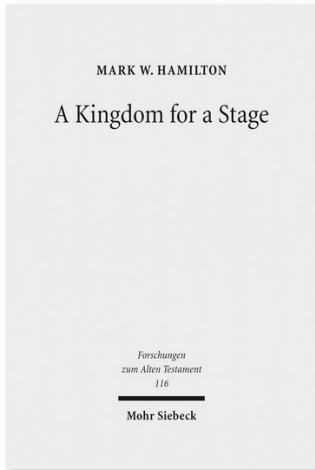 MARK W. HAMILTON
A Kingdom for a Stage
Forschungen
zum Alten Testament
116
Mohr Siebeck